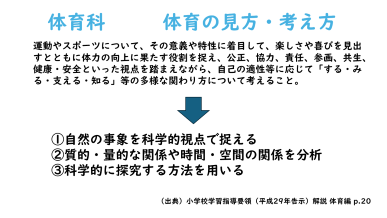 体育科　　　体育の見方・考え方
運動やスポーツについて、その意義や特性に着目して、楽しさや喜びを見出
すとともに体力の向上に果たす役割を捉え、公正、協力、責任、参画、共生、
健康・安全といった視点を踏まえながら、自己の適性等に応じて「する・み
る・支える・知る」等の多様な関わり方について考えること。
①自然の事象を科学的視点で捉える
②質的・量的な関係や時間・空間の関係を分析
③科学的に探究する方法を用いる
（出典）小学校学習指導要領（平成29年告示）解説 体育編 p.20